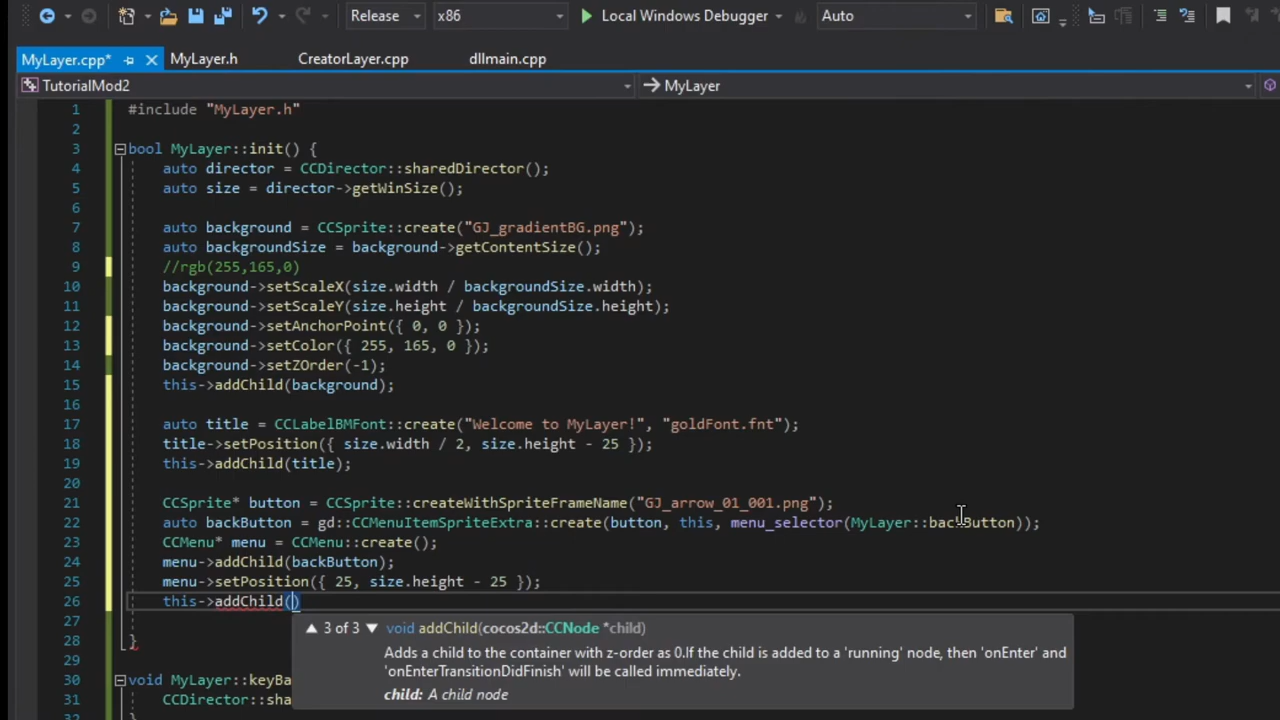 Release x86 Local Windows Debugger Auto
MyLayer.cpp* MyLayer.h CreatorLayer.cpp dllmain.cpp
TutorialMod2 MyLayer
1 #include "MyLayer.h"
2
3 bool MyLayer::init() {
4 auto director = CCDirector::sharedDirector();
5 auto size = director->getWinSize();
6
7 auto background = CCSprite::create("GJ_gradientBG.png");
8 auto backgroundSize = background->getContentSize();
9 //rgb(255,165,0)
10 background->setScaleX(size.width / backgroundSize.width);
11 background->setScaleY(size.height / backgroundSize.height);
12 background->setAnchorPoint({ 0, 0 });
13 background->setColor({ 255, 165, 0 });
14 background->setZOrder(-1);
15 this->addChild(background);
16
17 auto title = CCLabelBMFont::create("Welcome to MyLayer!", "goldFont.fnt");
18 title->setPosition({ size.width / 2, size.height - 25 });
19 this->addChild(title);
20
21 CCSprite* button = CCSprite::createWithSpriteFrameName("GJ_arrow_01_001.png");
22 auto backButton = gd::CCMenuItemSpriteExtra::create(button, this, menu_selector(MyLayer::backButton));
23 CCMenu* menu = CCMenu::create();
24 menu->addChild(backButton);
25 menu->setPosition({ 25, size.height - 25 });
26 this->addChild()
27 ▲ 3 of 3 ▼ void addChild(cocos2d::CCNode *child)
28 }
Adds a child to the container with z-order as 0.If the child is added to a 'running' node, then 'onEnter' and
'onEnterTransitionDidFinish' will be called immediately.
29
30 void MyLayer::keyBa
child: A child node
31 CCDirector::sha
32 }